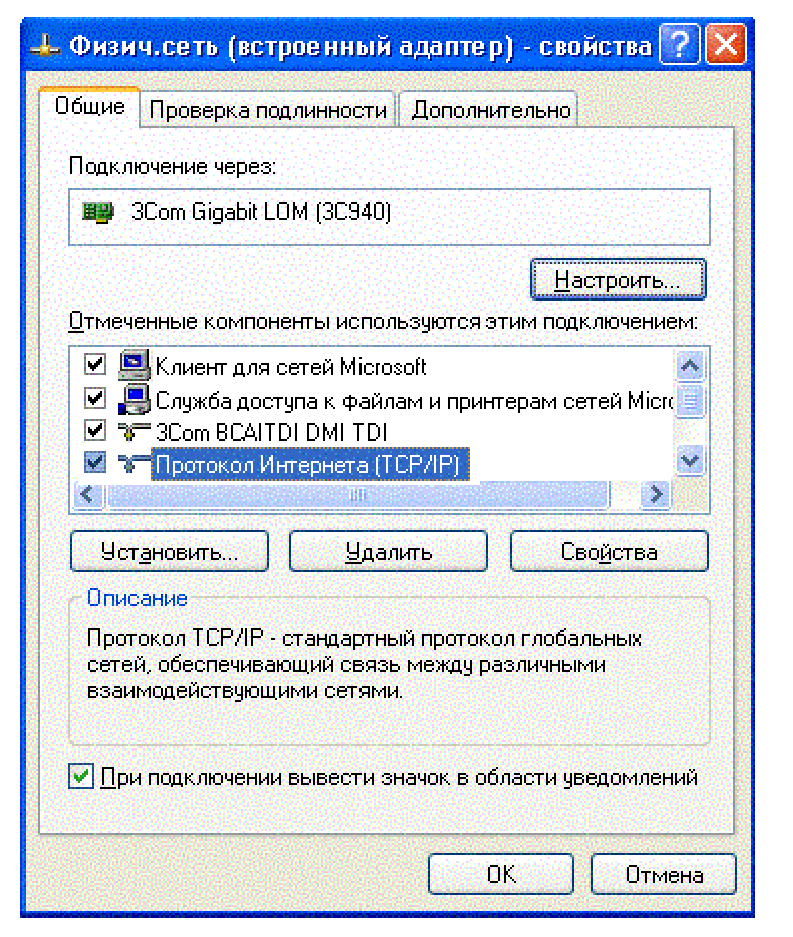 Физич.сеть (встроенный адаптер) - свойства
Общие Проверка подлинности Дополнительно
Подключение через:
3Com Gigabit LOM (3C940)
Настроить...
Отмеченные компоненты используются этим подключением:
Клиент для сетей Microsoft
Служба доступа к файлам и принтерам сетей Micro
3Com BCAITDI DMI TDI
Протокол Интернета (TCP/IP)
Установить... Удалить Свойства
Описание
Протокол TCP/IP - стандартный протокол глобальных
сетей, обеспечивающий связь между различными
взаимодействующими сетями.
При подключении вывести значок в области уведомлений
OK Отмена